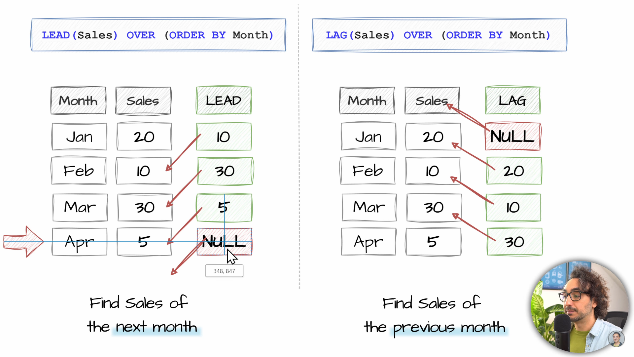 LEAD(Sales) OVER (ORDER BY Month)
LAG(Sales) OVER (ORDER BY Month)
Month Sales LEAD
Jan 20 10
Feb 10 30
Mar 30 5
Apr 5 NULL
Find Sales of
the next month
Month Sales LAG
Jan 20 NULL
Feb 10 20
Mar 30 10
Apr 5 30
Find Sales of
the previous month